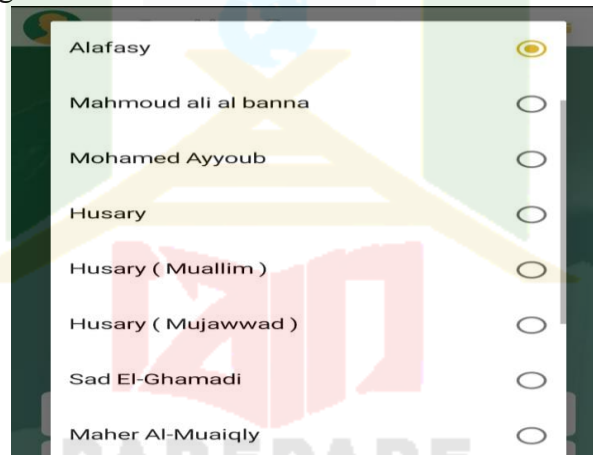 Alafasy
Mahmoud ali al banna
Mohamed Ayyoub
Husary
Husary ( Muallim )
Husary ( Mujawwad )
Sad El-Ghamadi
Maher Al-Muaiqly